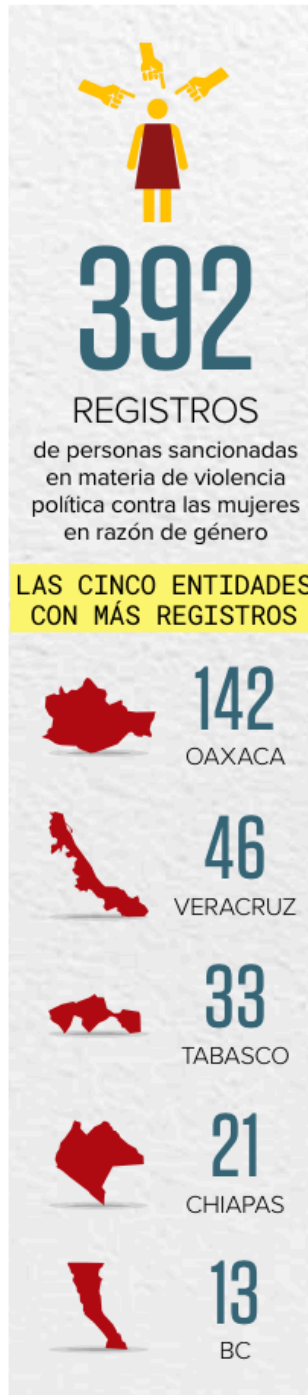 392
REGISTROS
de personas sancionadas
en materia de violencia
política contra las mujeres
en razón de género
LAS CINCO ENTIDADES
CON MÁS REGISTROS
142
OAXACA
46
VERACRUZ
33
TABASCO
21
CHIAPAS
13
BC